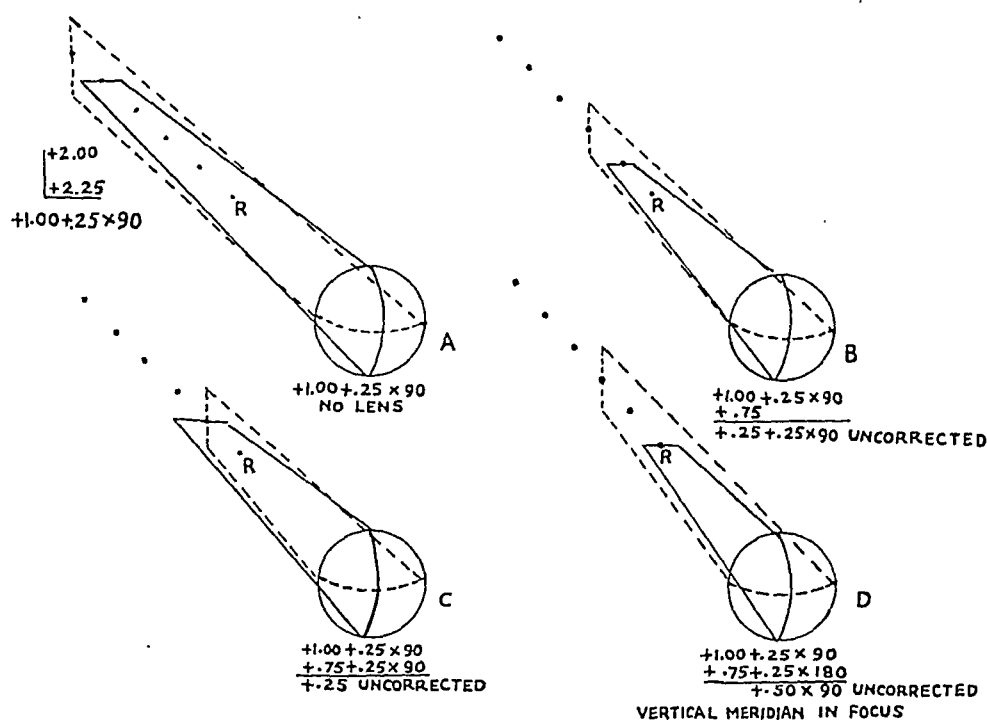 +2.00
+2.25
+1.00+.25×90
R
A
+1.00+.25×90
NO LENS
R
B
+1.00+.25×90
+.75
+.25+.25×90 UNCORRECTED
R
C
+1.00+.25×90
+.75+.25×90
+.25 UNCORRECTED
R
D
+1.00+.25×90
+.75+.25×180
+.50×90 UNCORRECTED
VERTICAL MERIDIAN IN FOCUS